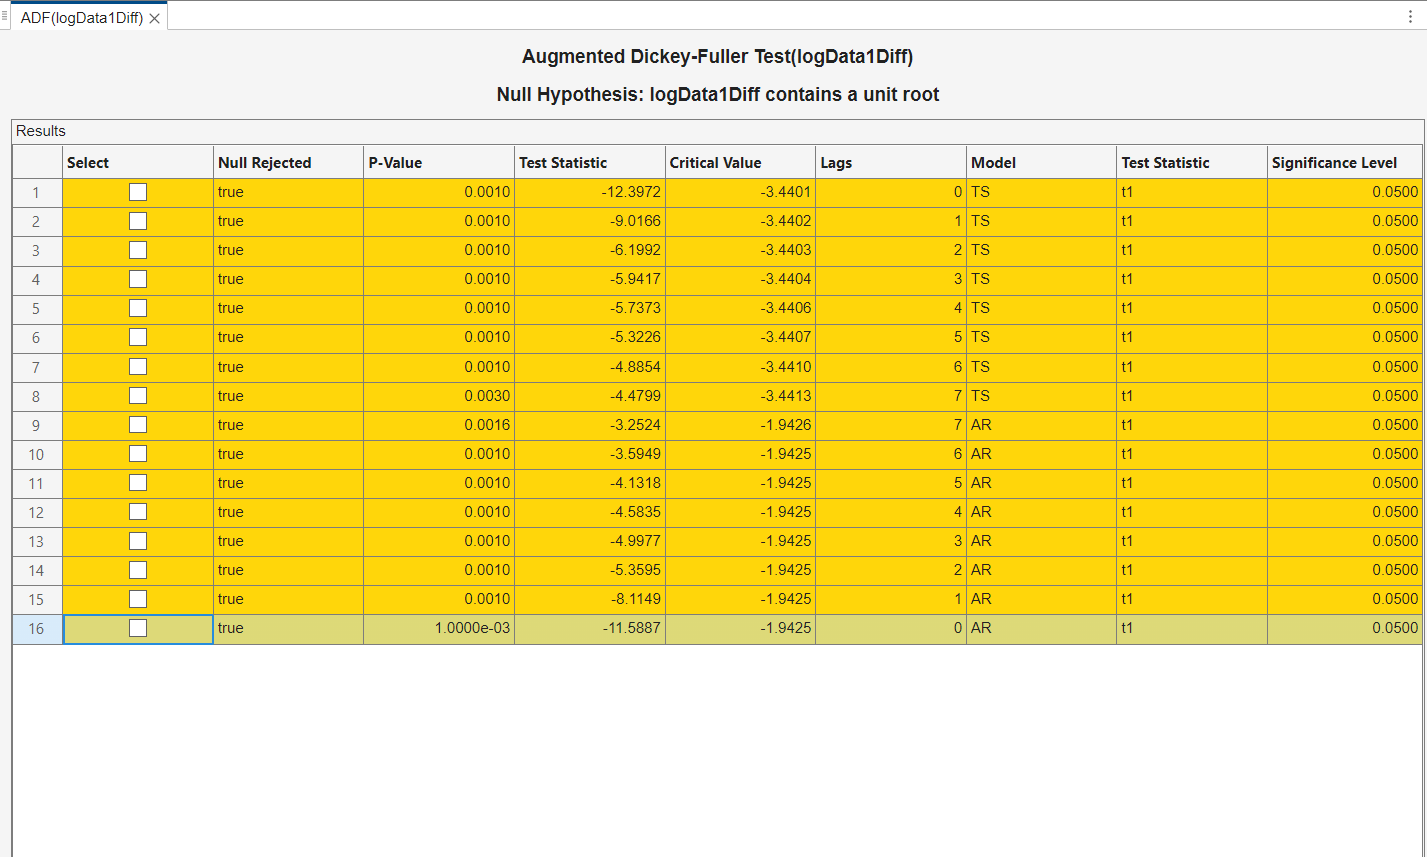 ADF(logData1Diff)
Augmented Dickey-Fuller Test(logData1Diff)
Null Hypothesis: logData1Diff contains a unit root
Results
Select Null Rejected P-Value Test Statistic Critical Value Lags Model Test Statistic Significance Level
1 true 0.0010 -12.3972 -3.4401 0 TS t1 0.0500
2 true 0.0010 -9.0166 -3.4402 1 TS t1 0.0500
3 true 0.0010 -6.1992 -3.4403 2 TS t1 0.0500
4 true 0.0010 -5.9417 -3.4404 3 TS t1 0.0500
5 true 0.0010 -5.7373 -3.4406 4 TS t1 0.0500
6 true 0.0010 -5.3226 -3.4407 5 TS t1 0.0500
7 true 0.0010 -4.8854 -3.4410 6 TS t1 0.0500
8 true 0.0030 -4.4799 -3.4413 7 TS t1 0.0500
9 true 0.0016 -3.2524 -1.9426 7 AR t1 0.0500
10 true 0.0010 -3.5949 -1.9425 6 AR t1 0.0500
11 true 0.0010 -4.1318 -1.9425 5 AR t1 0.0500
12 true 0.0010 -4.5835 -1.9425 4 AR t1 0.0500
13 true 0.0010 -4.9977 -1.9425 3 AR t1 0.0500
14 true 0.0010 -5.3595 -1.9425 2 AR t1 0.0500
15 true 0.0010 -8.1149 -1.9425 1 AR t1 0.0500
16 true 1.0000e-03 -11.5887 -1.9425 0 AR t1 0.0500